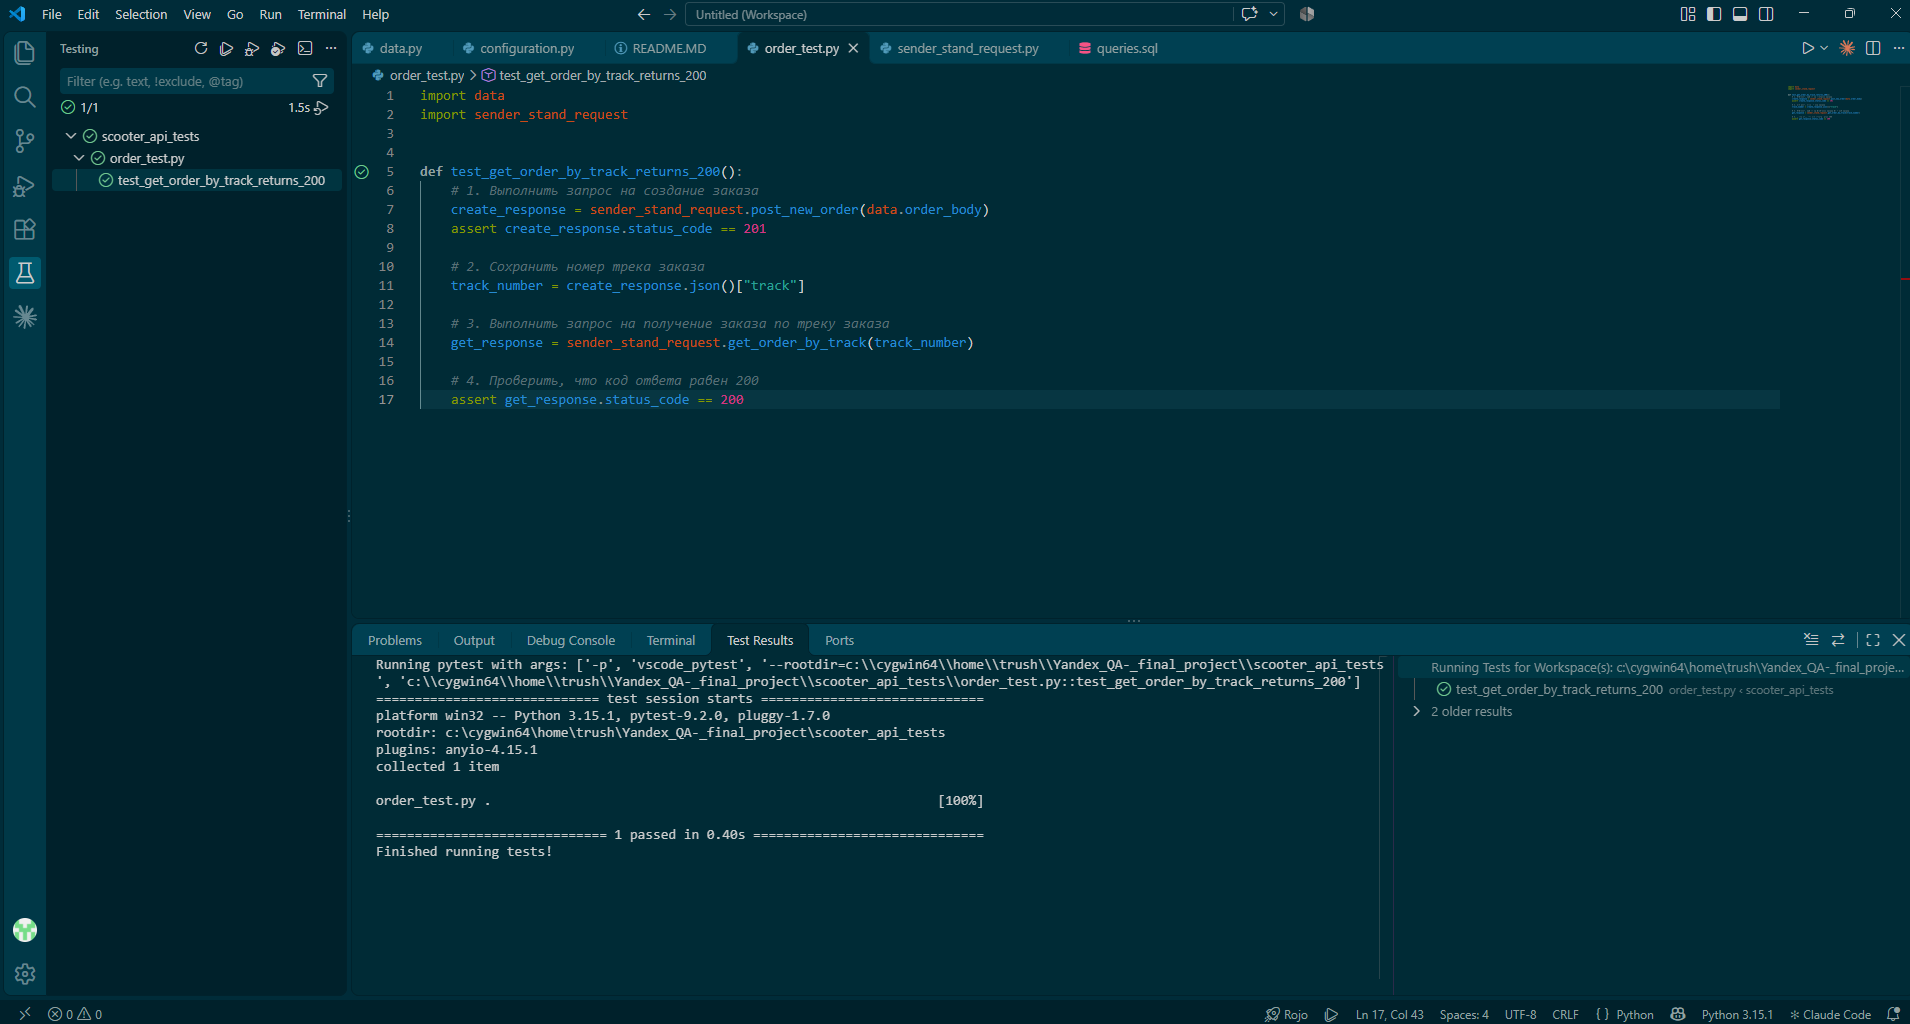 File Edit Selection View Go Run Terminal Help
Untitled (Workspace)
Testing
Filter (e.g. text, !exclude, @tag)
1/1 1.5s
scooter_api_tests
order_test.py
test_get_order_by_track_returns_200
data.py configuration.py README.MD order_test.py sender_stand_request.py queries.sql
order_test.py > test_get_order_by_track_returns_200
1 import data
2 import sender_stand_request
3
4
5 def test_get_order_by_track_returns_200():
6 # 1. Выполнить запрос на создание заказа
7 create_response = sender_stand_request.post_new_order(data.order_body)
8 assert create_response.status_code == 201
9
10 # 2. Сохранить номер трека заказа
11 track_number = create_response.json()["track"]
12
13 # 3. Выполнить запрос на получение заказа по треку заказа
14 get_response = sender_stand_request.get_order_by_track(track_number)
15
16 # 4. Проверить, что код ответа равен 200
17 assert get_response.status_code == 200
Problems Output Debug Console Terminal Test Results Ports
Running pytest with args: ['-p', 'vscode_pytest', '--rootdir=c:\\cygwin64\\home\\trush\\Yandex_QA-_final_project\\scooter_api_tests
', 'c:\\cygwin64\\home\\trush\\Yandex_QA-_final_project\\scooter_api_tests\\order_test.py::test_get_order_by_track_returns_200']
============================= test session starts =============================
platform win32 -- Python 3.15.1, pytest-9.2.0, pluggy-1.7.0
rootdir: c:\cygwin64\home\trush\Yandex_QA-_final_project\scooter_api_tests
plugins: anyio-4.15.1
collected 1 item
order_test.py . [100%]
============================== 1 passed in 0.40s ==============================
Finished running tests!
Running Tests for Workspace(s): c:\cygwin64\home\trush\Yandex_QA-_final_proje...
test_get_order_by_track_returns_200 order_test.py ‹ scooter_api_tests
2 older results
0 0
Rojo Ln 17, Col 43 Spaces: 4 UTF-8 CRLF { } Python Python 3.15.1 Claude Code